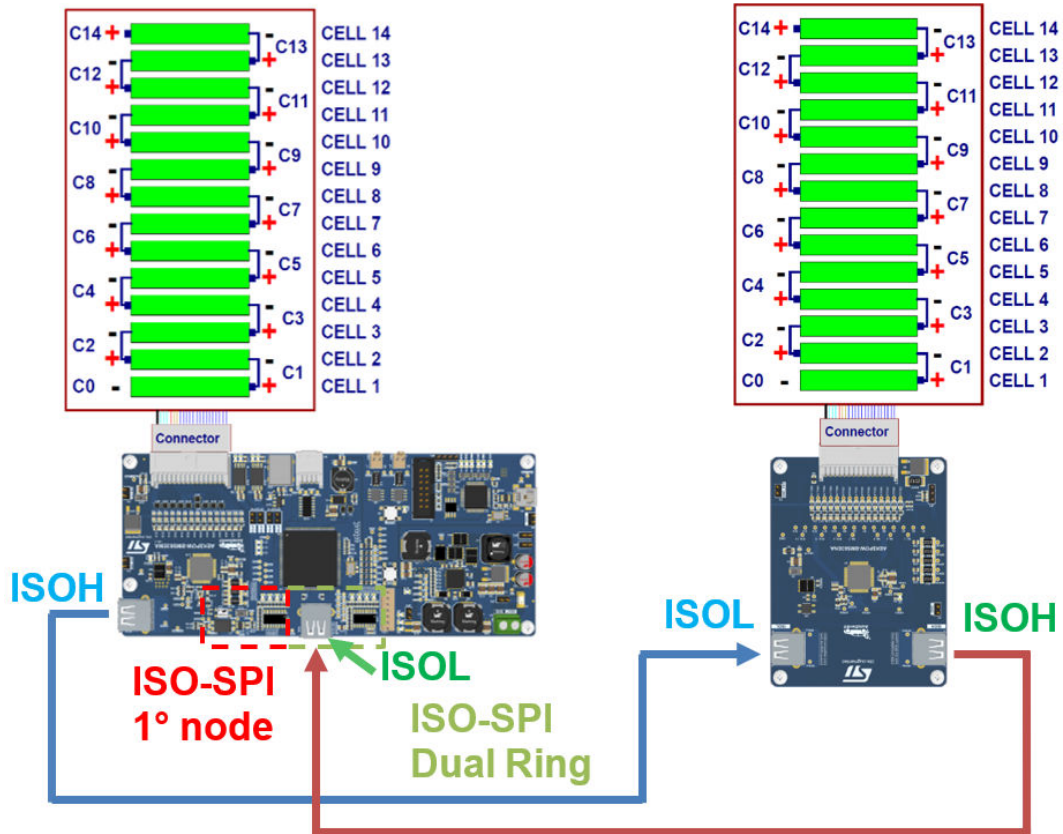 C14 + - CELL 14
C13
- + CELL 13
C12
+ - CELL 12
C11
- + CELL 11
C10
+ - CELL 10
C9
- + CELL 9
C8
+ - CELL 8
C7
- + CELL 7
C6
+ - CELL 6
C5
- + CELL 5
C4
+ - CELL 4
C3
- + CELL 3
C2
+ - CELL 2
C1
C0 - + CELL 1
Connector
C14 + - CELL 14
C13
- + CELL 13
C12
+ - CELL 12
C11
- + CELL 11
C10
+ - CELL 10
C9
- + CELL 9
C8
+ - CELL 8
C7
- + CELL 7
C6
+ - CELL 6
C5
- + CELL 5
C4
+ - CELL 4
C3
- + CELL 3
C2
+ - CELL 2
C1
C0 - + CELL 1
Connector
ISOH
ST
ISOL
ISO-SPI
1° node
ISO-SPI
Dual Ring
ISOL
ISOH
ST